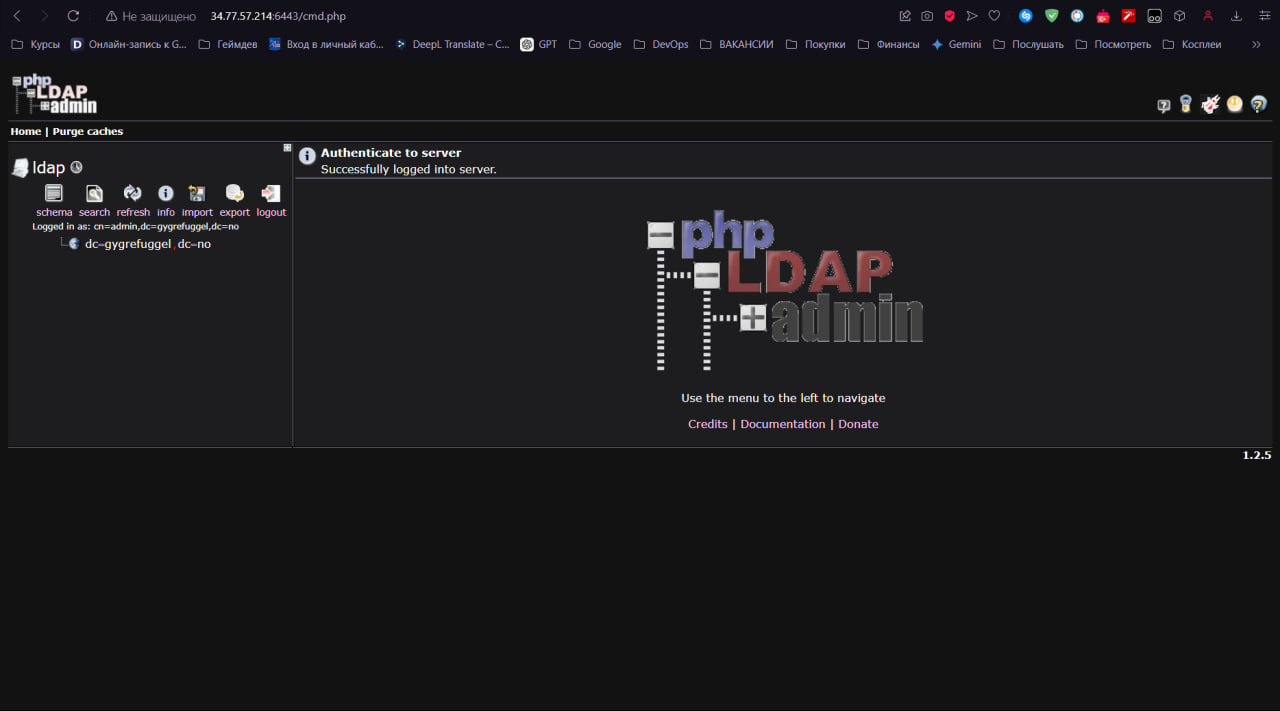 Не защищено 34.77.57.214:6443/cmd.php
Курсы Онлайн-запись к G... Геймдев Вход в личный каб... DeepL Translate – C... GPT Google DevOps ВАКАНСИИ Покупки Финансы Gemini Послушать Посмотреть Косплеи
php
LDAP
admin
Home | Purge caches
ldap
schema search refresh info import export logout
Logged in as: cn=admin,dc=gygrefuggel,dc=no
dc=gygrefuggel,dc=no
Authenticate to server
Successfully logged into server.
php
LDAP
admin
Use the menu to the left to navigate
Credits | Documentation | Donate
1.2.5